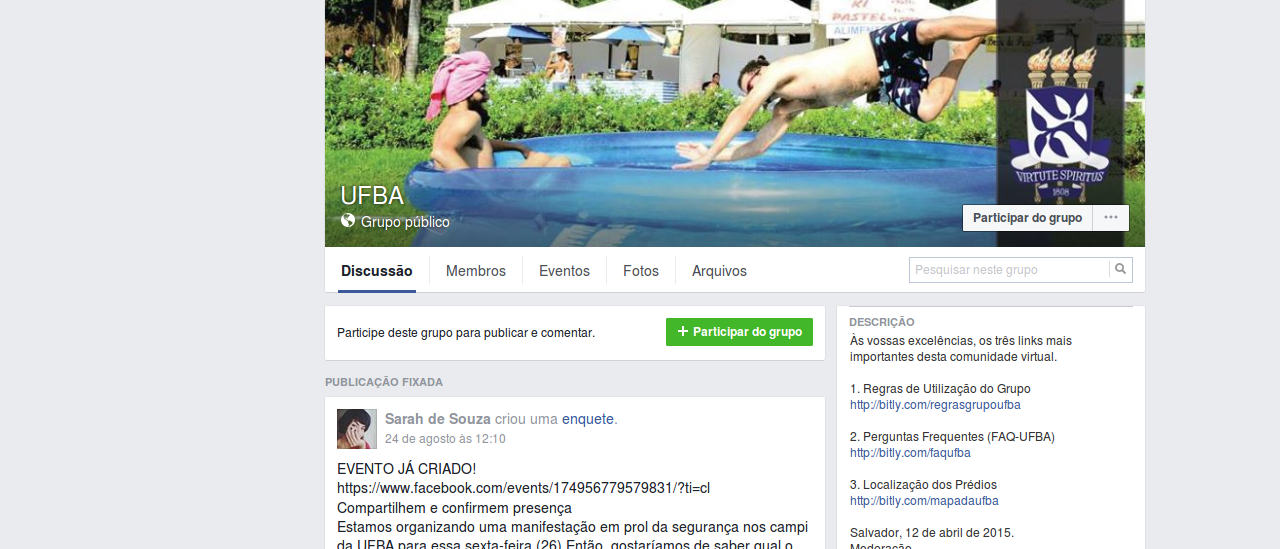 KI
PASTEL
ALIMEN
VIRTUTE SPIRITUS
1808
UFBA
Grupo público
Participar do grupo
Discussão
Membros
Eventos
Fotos
Arquivos
Pesquisar neste grupo
Participe deste grupo para publicar e comentar.
+ Participar do grupo
PUBLICAÇÃO FIXADA
Sarah de Souza criou uma enquete.
24 de agosto às 12:10
EVENTO JÁ CRIADO!
https://www.facebook.com/events/174956779579831/?ti=cl
Compartilhem e confirmem presença
Estamos organizando uma manifestação em prol da segurança nos campi
da UFBA para essa sexta-feira (26) Então, gostaríamos de saber qual o
DESCRIÇÃO
Às vossas excelências, os três links mais
importantes desta comunidade virtual.
1. Regras de Utilização do Grupo
http://bitly.com/regrasgrupoufba
2. Perguntas Frequentes (FAQ-UFBA)
http://bitly.com/faqufba
3. Localização dos Prédios
http://bitly.com/mapadaufba
Salvador, 12 de abril de 2015.
Moderação